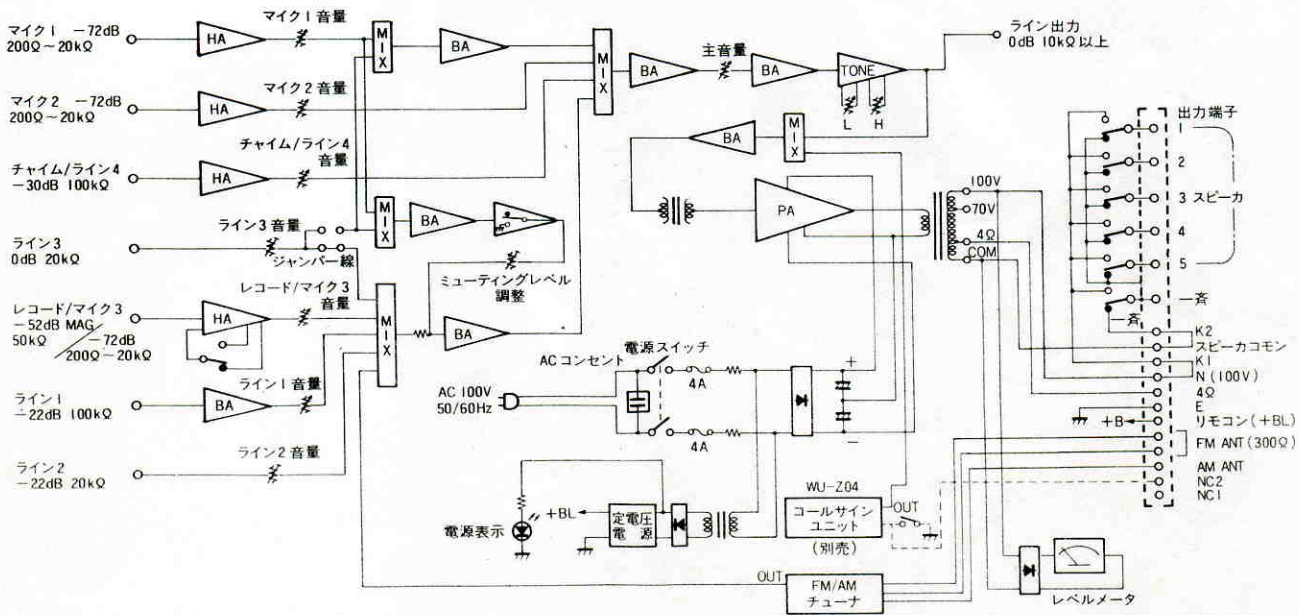 マイク1 −72dB
200Ω～20kΩ
HA
マイク1音量
MIX
BA
MIX
BA
主音量
BA
TONE
L H
ライン出力
0dB 10kΩ以上
マイク2 −72dB
200Ω～20kΩ
HA
マイク2音量
チャイム/ライン4
−30dB 100kΩ
HA
チャイム/ライン4
音量
BA
MIX
PA
100V
70V
4Ω
COM
ライン3
0dB 20kΩ
ライン3音量
ジャンパー線
MIX
BA
ミューティングレベル
調整
レコード/マイク3
−52dB MAG
50kΩ
−72dB
200Ω～20kΩ
HA
レコード/マイク3
音量
MIX
BA
ライン1
−22dB 100kΩ
BA
ライン1音量
ライン2
−22dB 20kΩ
ライン2音量
AC 100V
50/60Hz
ACコンセント
電源スイッチ
4A
4A
+
−
電源表示
+BL
定電圧
電源
WU-Z04
コールサイン
ユニット
(別売)
OUT
OUT
FM/AM
チューナ
レベルメータ
出力端子
1
2
3 スピーカ
4
5
一斉
一斉
K2
スピーカコモン
K1
N(100V)
4Ω
E
+B
リモコン(+BL)
FM ANT(300Ω)
AM ANT
NC2
NC1